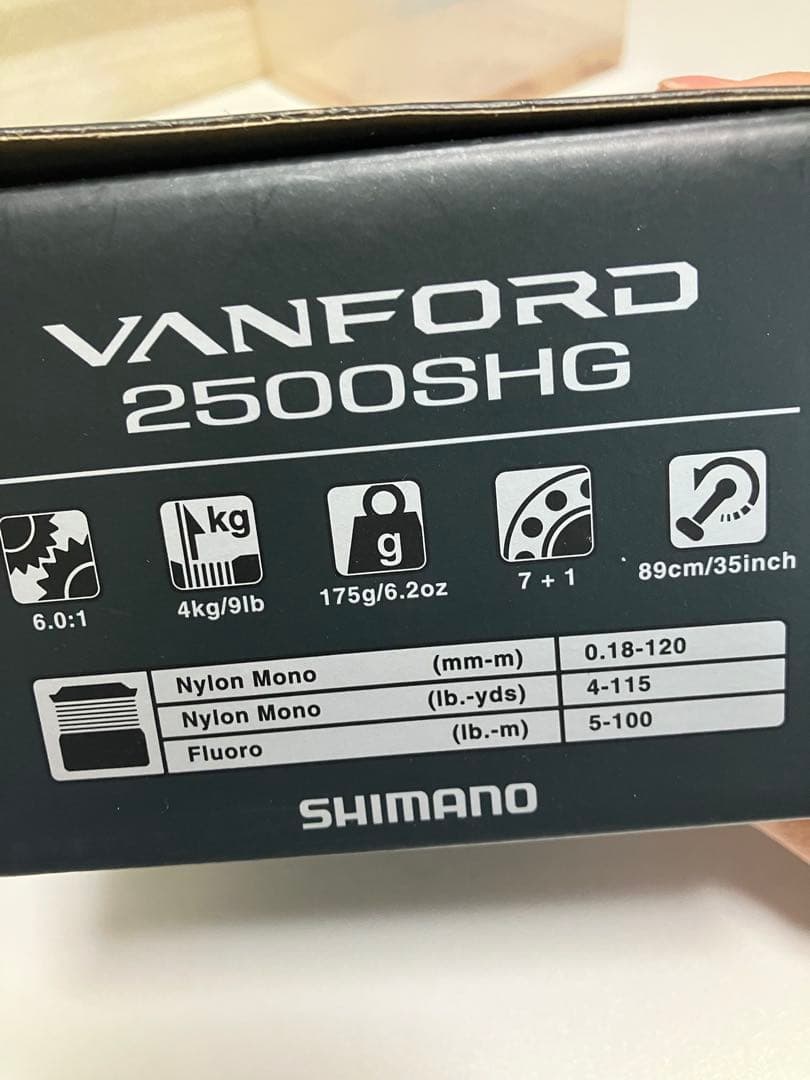 VANFORD
2500SHG
kg
g
6.0:1 4kg/9lb 175g/6.2oz 7 + 1 89cm/35inch
Nylon Mono (mm-m) 0.18-120
Nylon Mono (lb.-yds) 4-115
Fluoro (lb.-m) 5-100
SHIMANO